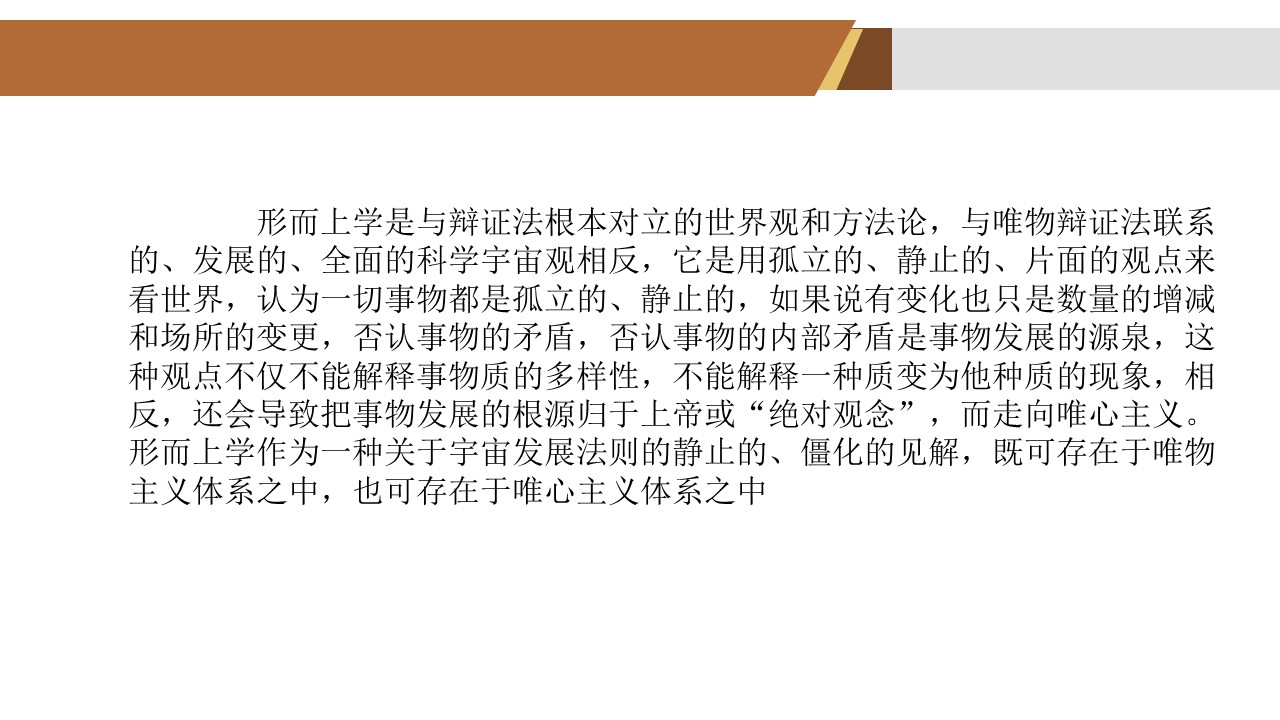 形而上学是与辩证法根本对立的世界观和方法论，与唯物辩证法联系
的、发展的、全面的科学宇宙观相反，它是用孤立的、静止的、片面的观点来
看世界，认为一切事物都是孤立的、静止的，如果说有变化也只是数量的增减
和场所的变更，否认事物的矛盾，否认事物的内部矛盾是事物发展的源泉，这
种观点不仅不能解释事物质的多样性，不能解释一种质变为他种质的现象，相
反，还会导致把事物发展的根源归于上帝或“绝对观念”，而走向唯心主义。
形而上学作为一种关于宇宙发展法则的静止的、僵化的见解，既可存在于唯物
主义体系之中，也可存在于唯心主义体系之中